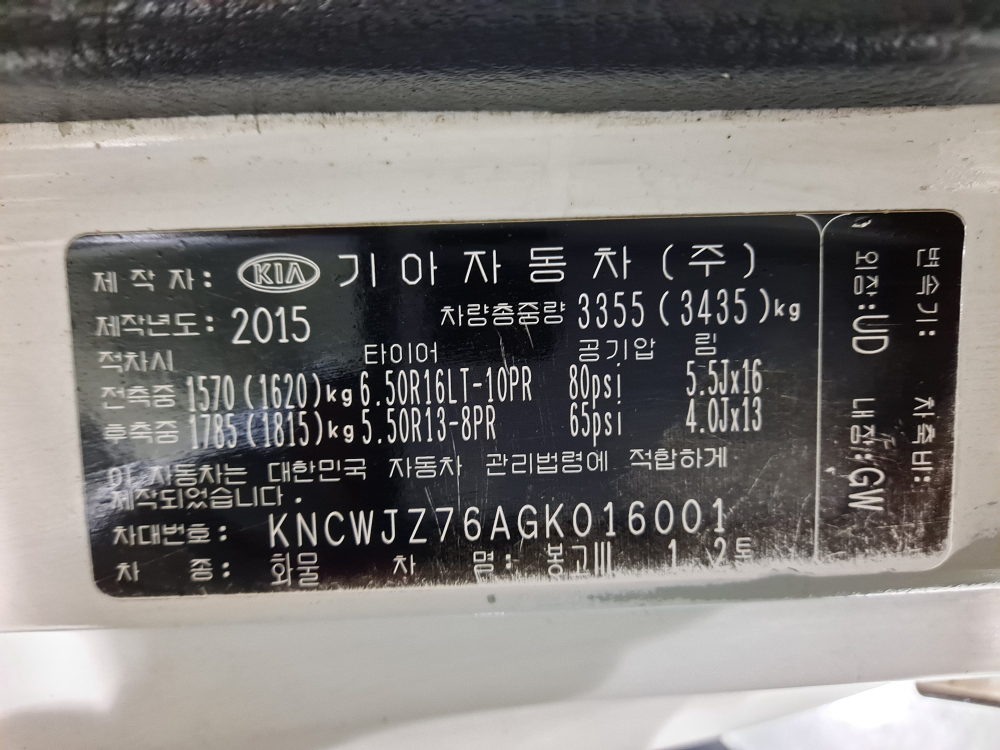 제 작 자: KIA 기 아 자 동 차 (주)
제작년도: 2015 차량총중량 3355 (3435)kg
적차시 타이어 공기압 림
전축중 1570 (1620)kg 6.50R16LT-10PR 80psi 5.5Jx16
후축중 1785 (1815)kg 5.50R13-8PR 65psi 4.0Jx13
이 자동차는 대한민국 자동차 관리법령에 적합하게
제작되었습니다.
차대번호: KNCWJZ76AGK016001
차 종: 화물 차 명: 봉고III 1.2톤
변속기: 차축비:
외장:UD 내장:GW